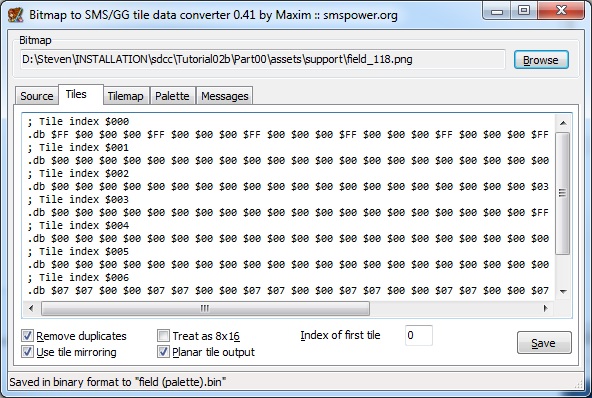 Bitmap to SMS/GG tile data converter 0.41 by Maxim :: smspower.org
Bitmap
D:\Steven\INSTALLATION\sdcc\Tutorial02b\Part00\assets\support\field_118.png
Browse
Source Tiles Tilemap Palette Messages
; Tile index $000
.db $FF $00 $00 $00 $FF $00 $00 $00 $FF $00 $00 $00 $FF $00 $00 $00 $FF $00 $00 $00 $FF
; Tile index $001
.db $00 $00 $00 $00 $00 $00 $00 $00 $00 $00 $00 $00 $00 $00 $00 $00 $00 $00 $00 $00 $00
; Tile index $002
.db $00 $00 $00 $00 $00 $00 $00 $00 $00 $00 $00 $00 $00 $00 $00 $00 $00 $00 $00 $00 $03
; Tile index $003
.db $00 $00 $00 $00 $00 $00 $00 $00 $00 $00 $00 $00 $00 $00 $00 $00 $00 $00 $00 $00 $FF
; Tile index $004
.db $00 $00 $00 $00 $00 $00 $00 $00 $00 $00 $00 $00 $00 $00 $00 $00 $00 $00 $00 $00 $00
; Tile index $005
.db $00 $00 $00 $00 $00 $00 $00 $00 $00 $00 $00 $00 $00 $00 $00 $00 $00 $00 $00 $00 $00
; Tile index $006
.db $07 $07 $00 $00 $07 $07 $00 $00 $07 $07 $00 $00 $07 $07 $00 $00 $07 $07 $00 $00 $07
Remove duplicates
Treat as 8x16
Index of first tile
0
Use tile mirroring
Planar tile output
Save
Saved in binary format to "field (palette).bin"